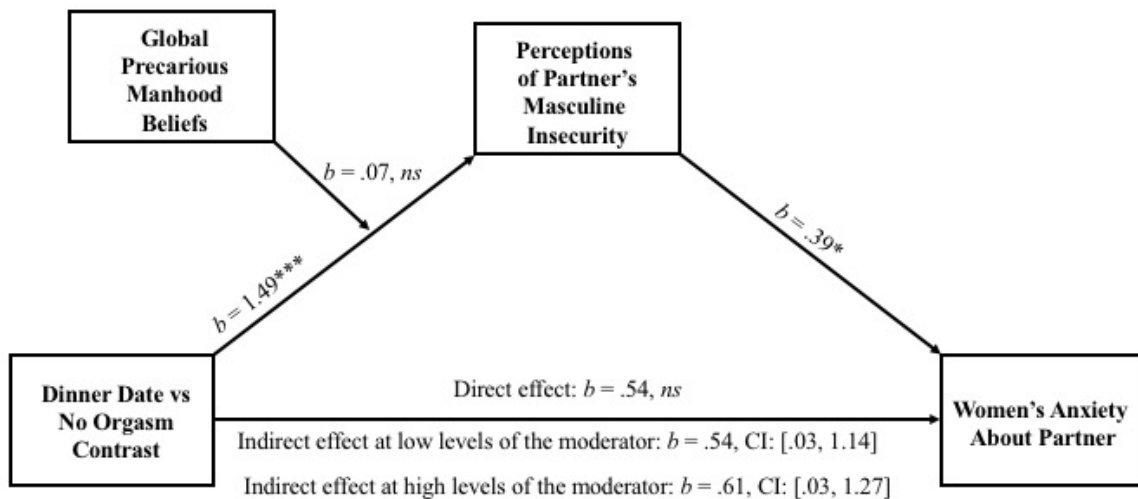 Global
Precarious
Manhood
Beliefs
Perceptions
of Partner’s
Masculine
Insecurity
b = .07, ns
b = 1.49***
b = .39*
Dinner Date vs
No Orgasm
Contrast
Direct effect: b = .54, ns
Indirect effect at low levels of the moderator: b = .54, CI: [.03, 1.14]
Indirect effect at high levels of the moderator: b = .61, CI: [.03, 1.27]
Women’s Anxiety
About Partner